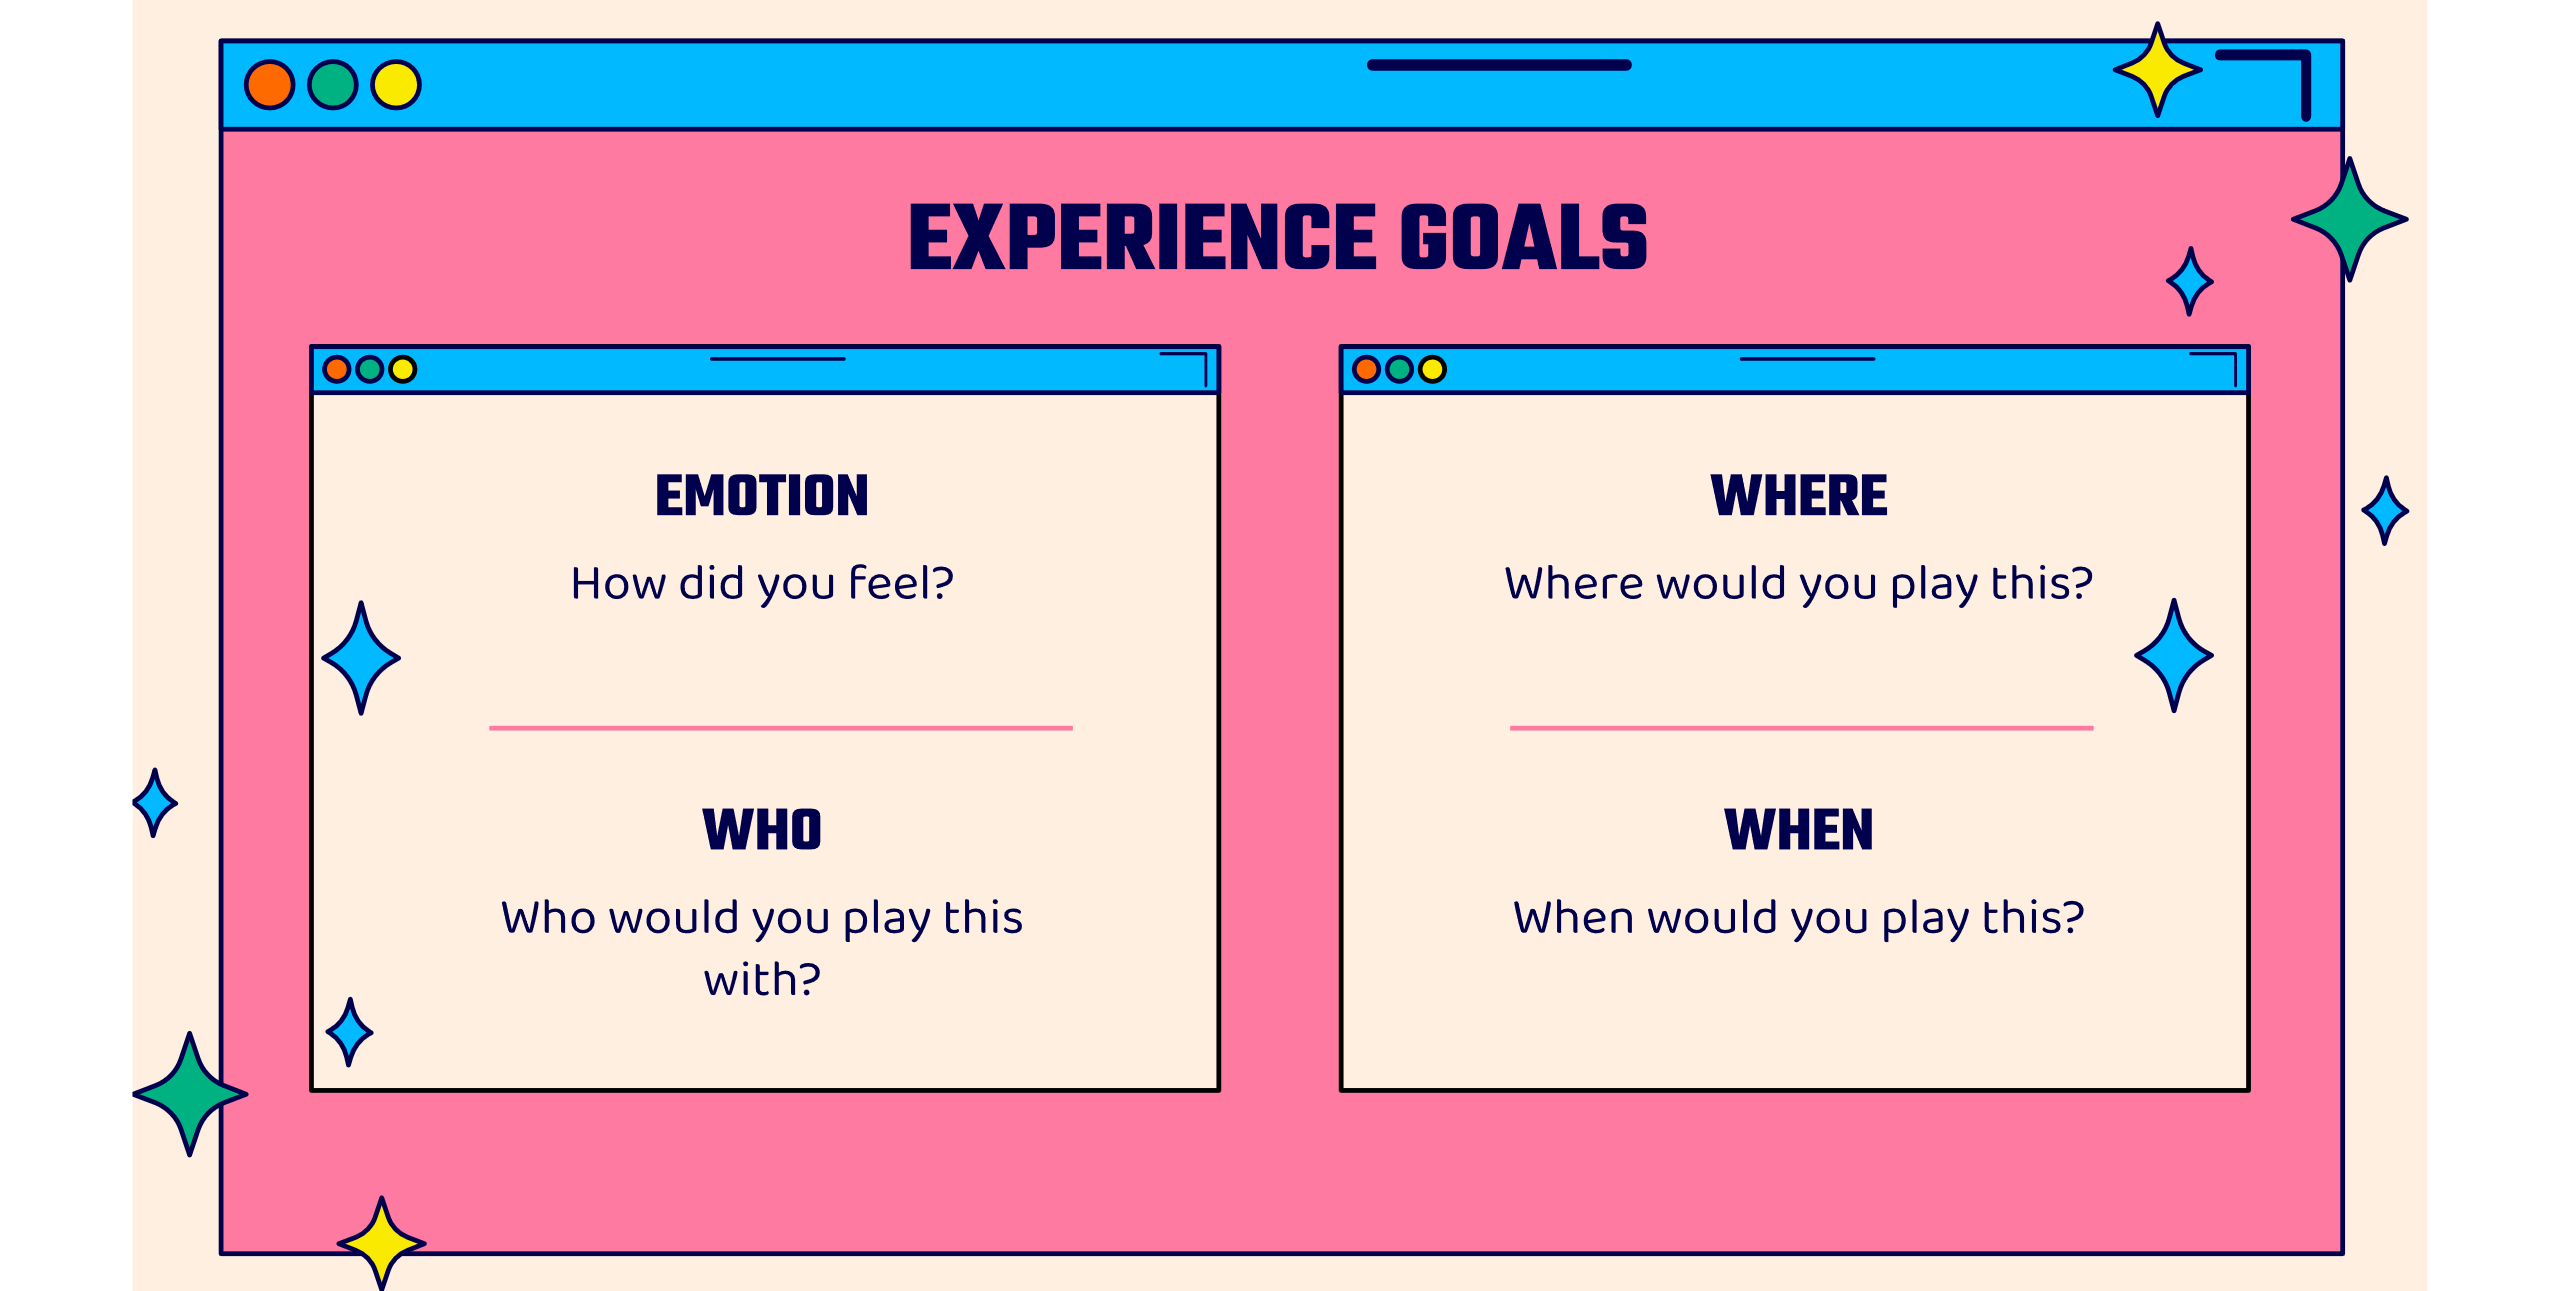 EXPERIENCE GOALS
EMOTION
How did you feel?
WHO
Who would you play this
with?
WHERE
Where would you play this?
WHEN
When would you play this?